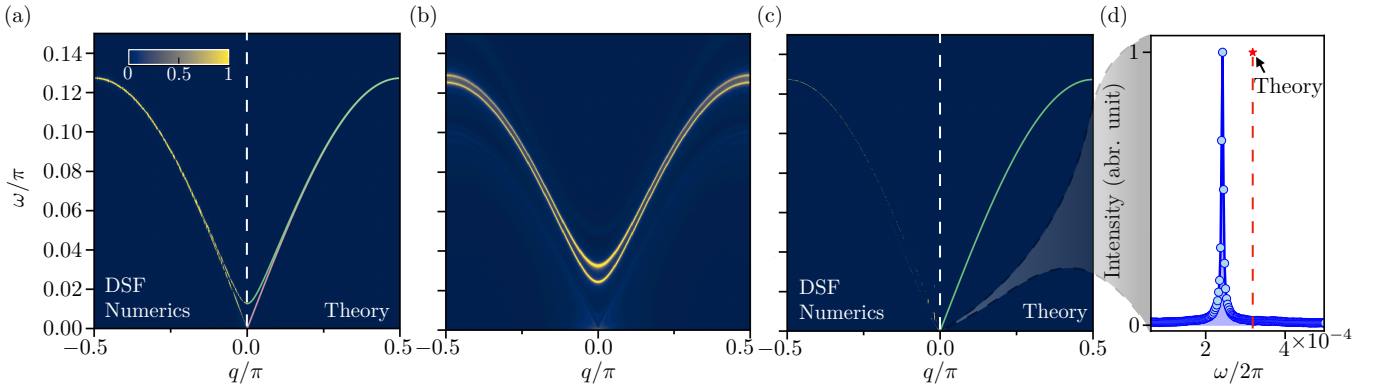 (a)
(b)
(c)
(d)
0.14
0.12
0.10
0.08
0.06
0.04
0.02
0.00
ω/π
0
0.5
1
DSF
Numerics
Theory
−0.5
0.0
0.5
q/π
−0.5
0.0
0.5
q/π
DSF
Numerics
Theory
−0.5
0.0
0.5
q/π
Intensity (abr. unit)
1
0
Theory
2
4
×10⁻⁴
ω/2π